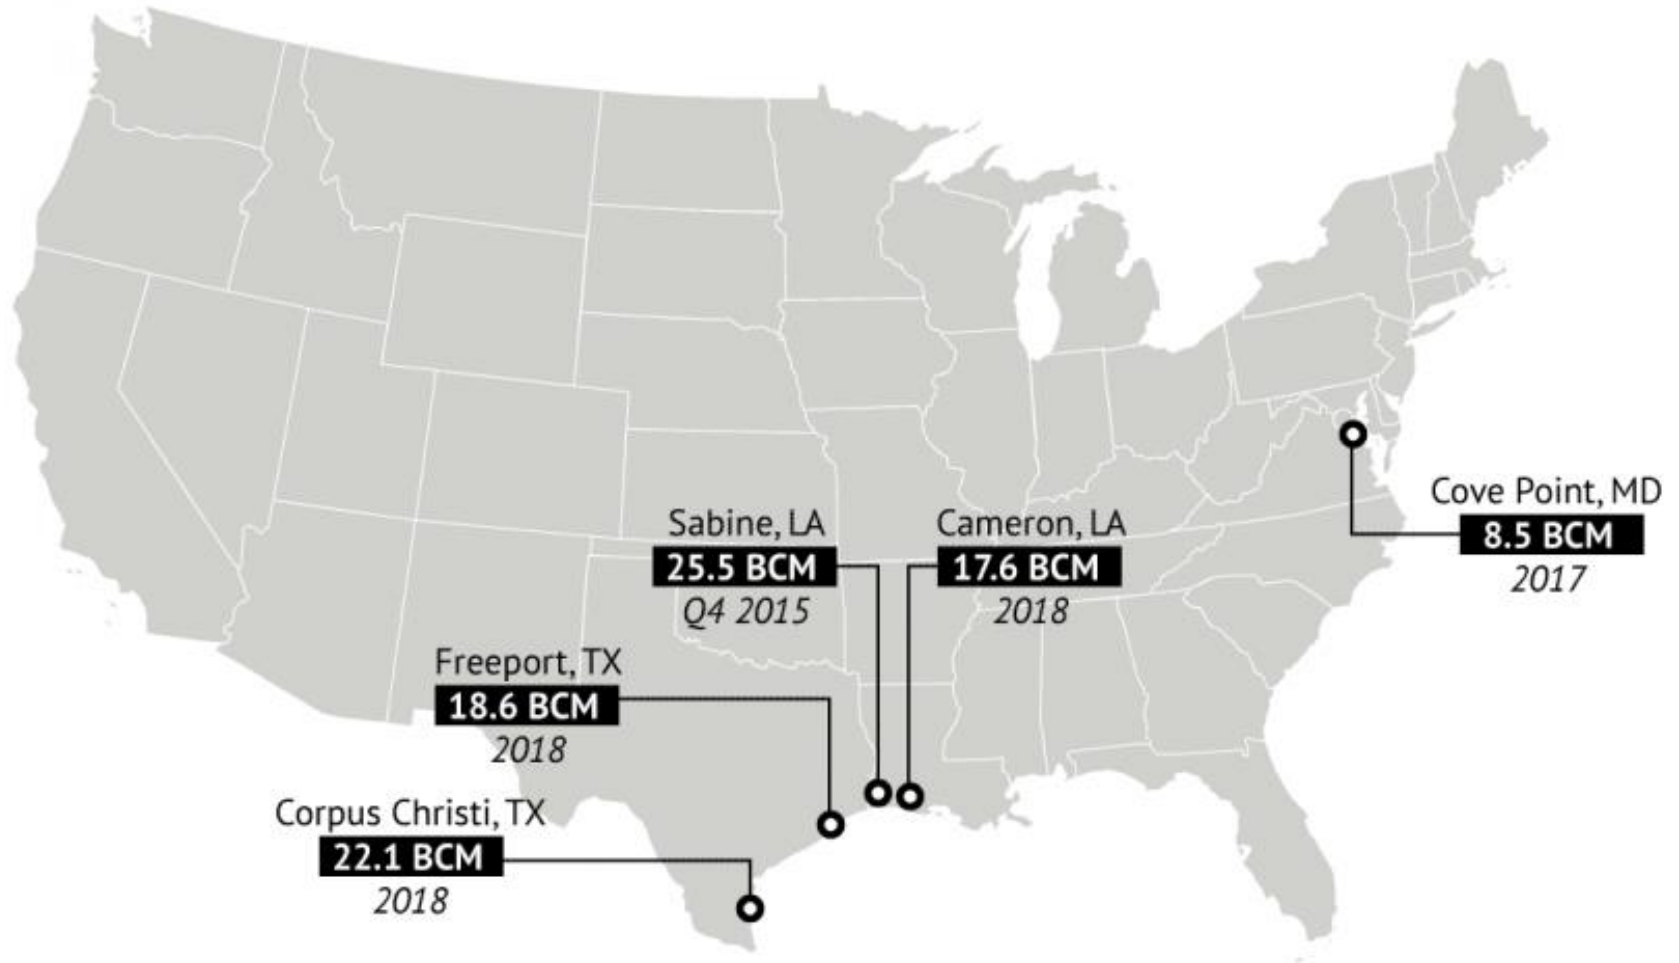 Cove Point, MD
8.5 BCM
2017
Sabine, LA
25.5 BCM
Q4 2015
Cameron, LA
17.6 BCM
2018
Freeport, TX
18.6 BCM
2018
Corpus Christi, TX
22.1 BCM
2018